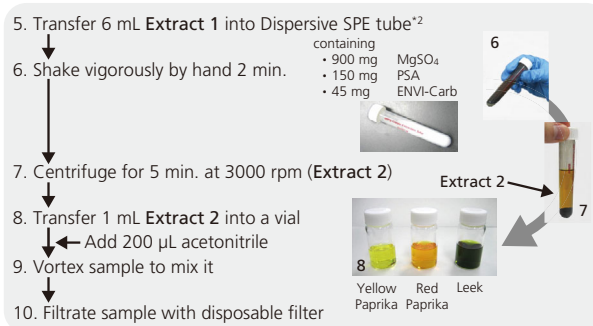 5. Transfer 6 mL Extract 1 into Dispersive SPE tube*2
containing
• 900 mg MgSO₄
• 150 mg PSA
• 45 mg ENVI-Carb
6. Shake vigorously by hand 2 min.
6
7. Centrifuge for 5 min. at 3000 rpm (Extract 2)
Extract 2
7
8. Transfer 1 mL Extract 2 into a vial
Add 200 µL acetonitrile
9. Vortex sample to mix it
10. Filtrate sample with disposable filter
8
Yellow Paprika
Red Paprika
Leek